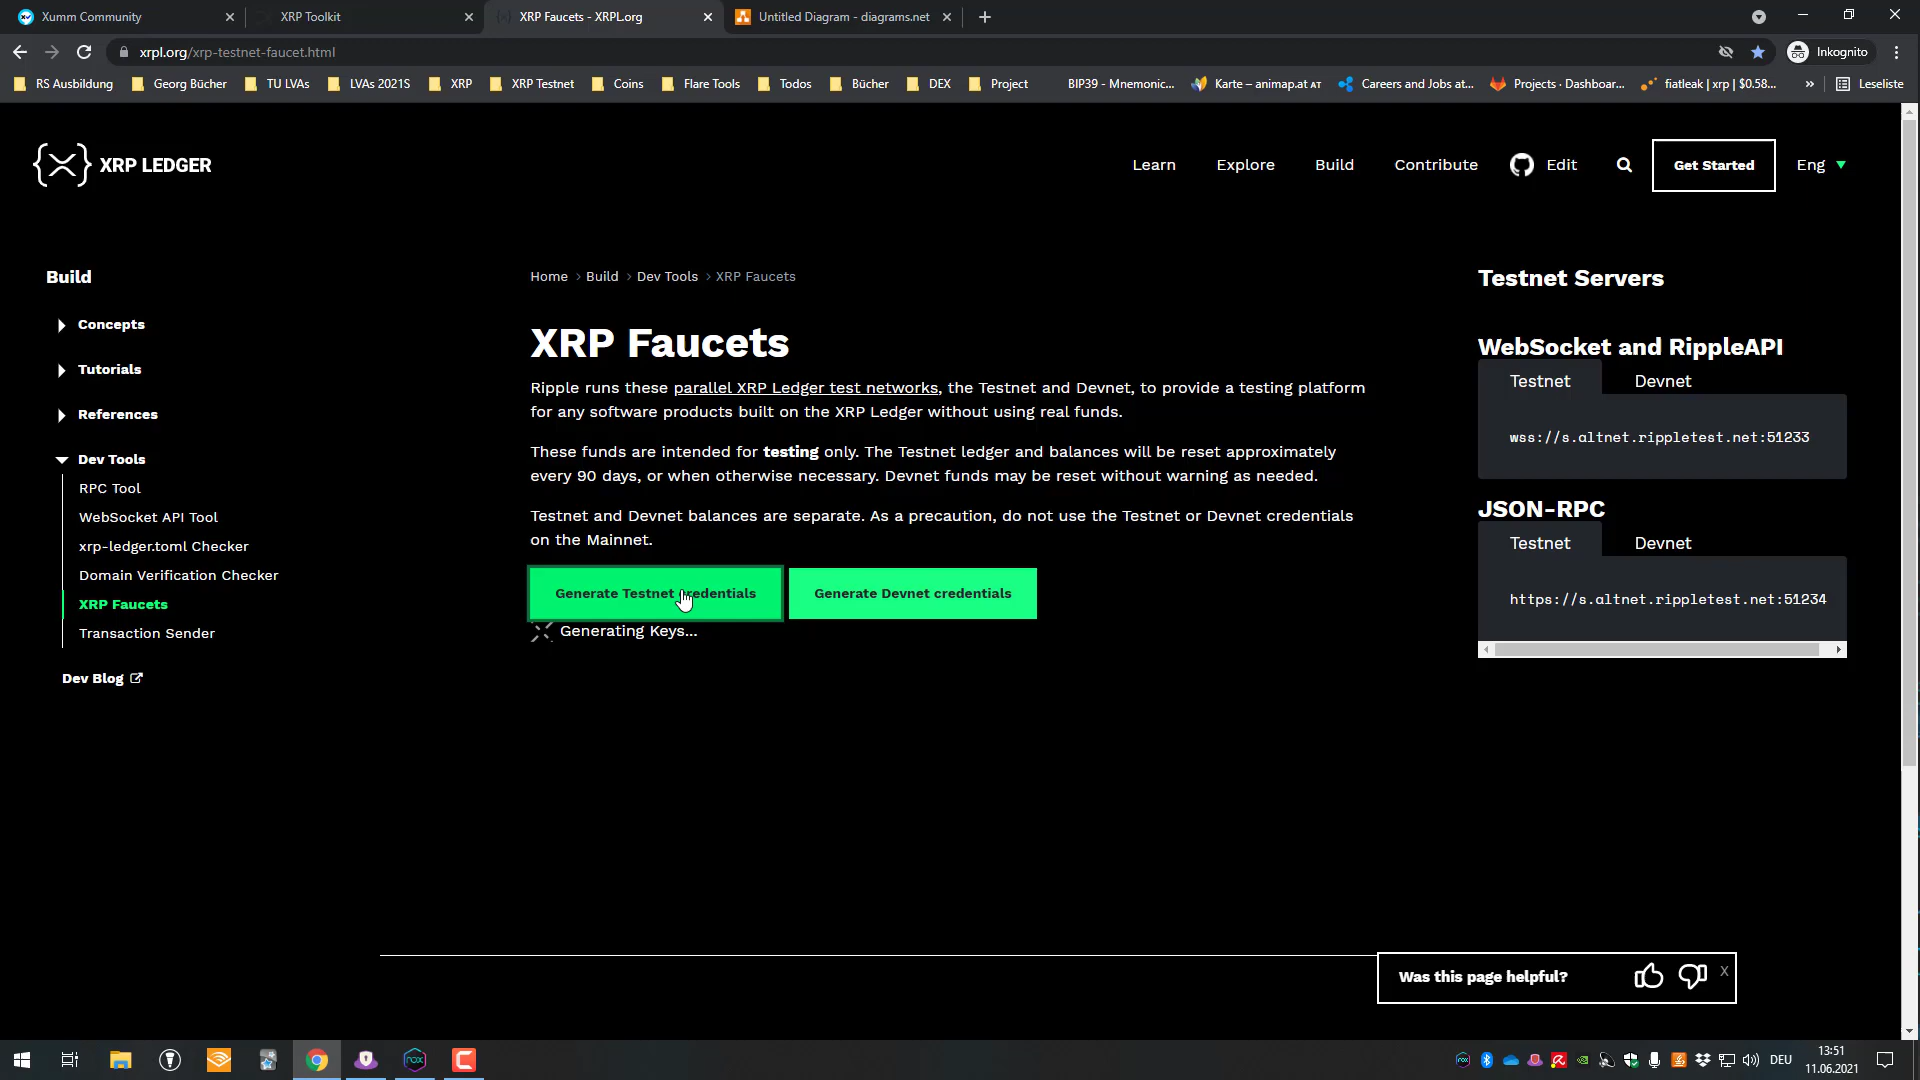 Xumm Community
XRP Toolkit
XRP Faucets - XRPL.org
Untitled Diagram - diagrams.net
xrpl.org/xrp-testnet-faucet.html
Inkognito
RS Ausbildung
Georg Bücher
TU LVAs
LVAs 2021S
XRP
XRP Testnet
Coins
Flare Tools
Todos
Bücher
DEX
Project
BIP39 - Mnemonic...
Karte – animap.at AT
Careers and Jobs at...
Projects · Dashboar...
fiatleak | xrp | $0.58...
»
Leseliste
XRP LEDGER
Learn
Explore
Build
Contribute
Edit
Get Started
Eng
Build
Concepts
Tutorials
References
Dev Tools
RPC Tool
WebSocket API Tool
xrp-ledger.toml Checker
Domain Verification Checker
XRP Faucets
Transaction Sender
Dev Blog
Home > Build > Dev Tools > XRP Faucets
XRP Faucets
Ripple runs these parallel XRP Ledger test networks, the Testnet and Devnet, to provide a testing platform
for any software products built on the XRP Ledger without using real funds.
These funds are intended for testing only. The Testnet ledger and balances will be reset approximately
every 90 days, or when otherwise necessary. Devnet funds may be reset without warning as needed.
Testnet and Devnet balances are separate. As a precaution, do not use the Testnet or Devnet credentials
on the Mainnet.
Generate Testnet credentials
Generate Devnet credentials
Generating Keys...
Testnet Servers
WebSocket and RippleAPI
Testnet
Devnet
wss://s.altnet.rippletest.net:51233
JSON-RPC
Testnet
Devnet
https://s.altnet.rippletest.net:51234
Was this page helpful?
X
DEU
13:51
11.06.2021